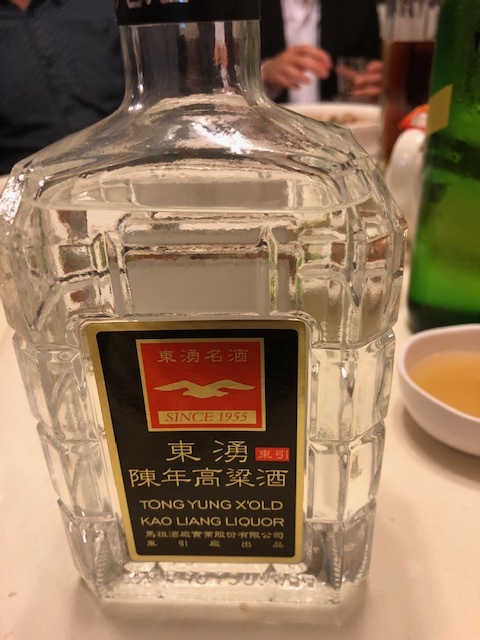 東湧名酒
SINCE 1955
東湧 東引
陳年高粱酒
TONG YUNG X'OLD
KAO LIANG LIQUOR
馬祖酒廠實業股份有限公司
東引廠出品